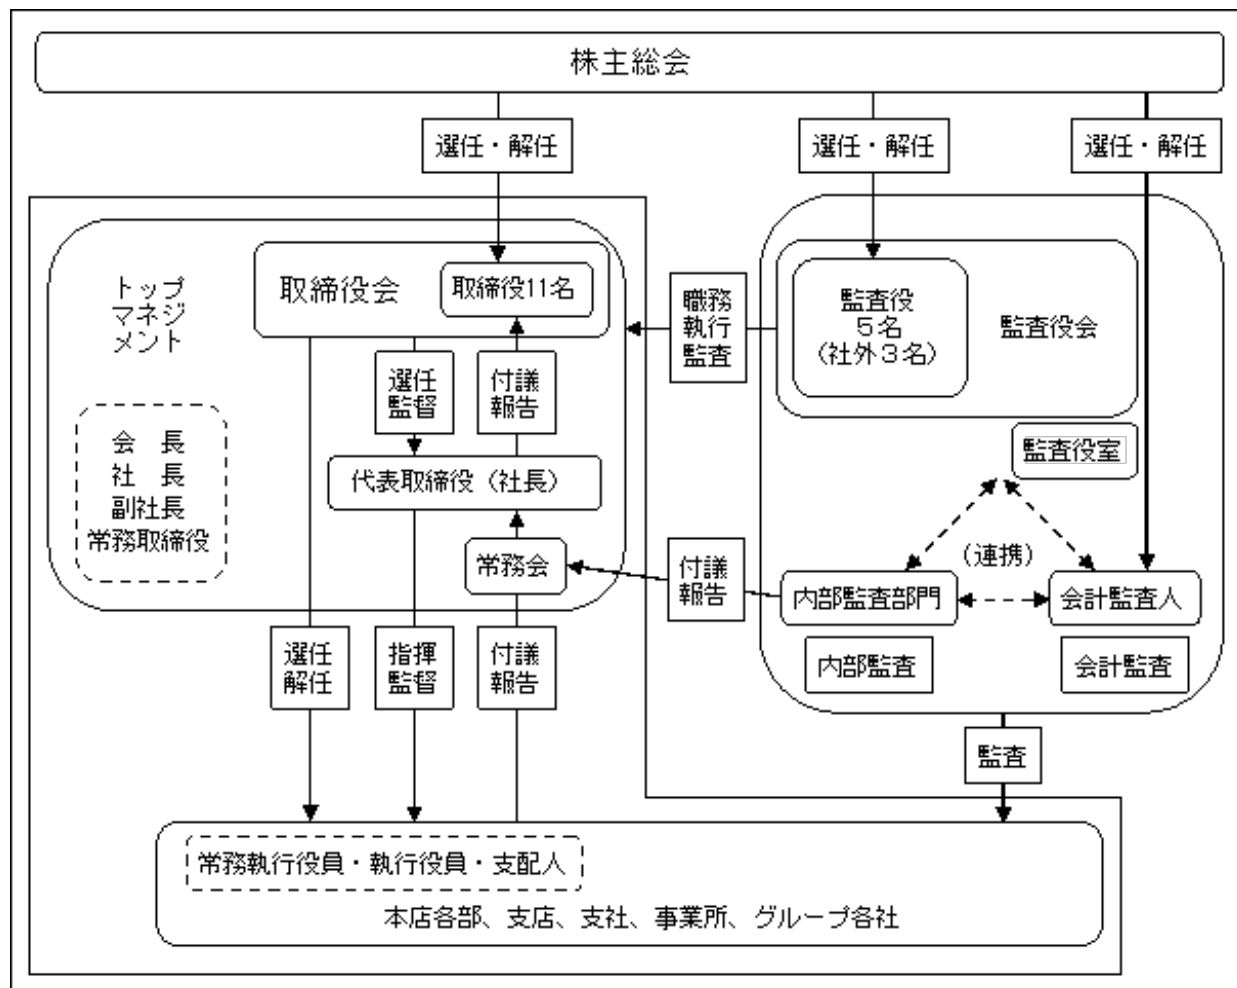 株主総会
選任・解任
選任・解任
選任・解任
トップ
マネジ
メント
取締役会
取締役11名
職務
執行
監査
監査役
5名
(社外3名)
監査役会
選任
監督
付議
報告
会 長
社 長
副社長
常務取締役
代表取締役(社長)
監査役室
常務会
付議
報告
(連携)
内部監査部門
会計監査人
内部監査
会計監査
選任
解任
指揮
監督
付議
報告
監査
常務執行役員・執行役員・支配人
本店各部、支店、支社、事業所、グループ各社